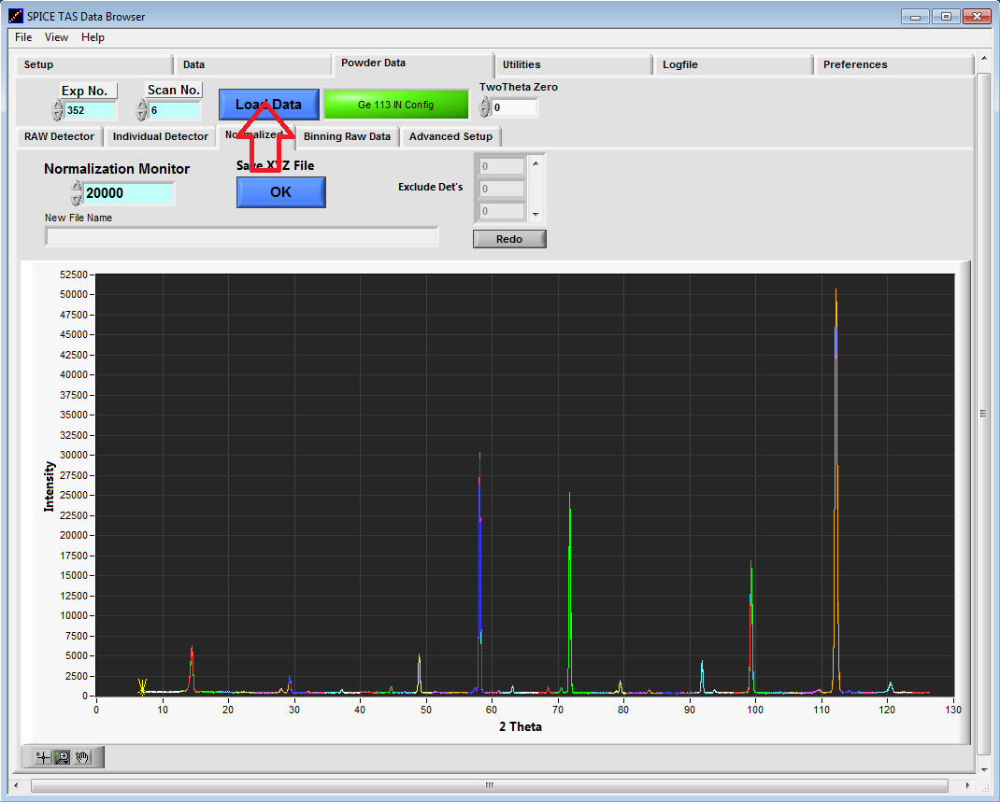 SPICE TAS Data Browser
File View Help
Setup Data Powder Data Utilities Logfile Preferences
Exp No. Scan No. TwoTheta Zero
352 6 Load Data Ge 113 IN Config 0
RAW Detector Individual Detector Normalized Binning Raw Data Advanced Setup
Normalization Monitor Save XYZ File
20000 OK Exclude Det's
0
0
0
New File Name
Redo
52500
50000
47500
45000
42500
40000
37500
35000
32500
30000
27500
25000
22500
20000
17500
15000
12500
10000
7500
5000
2500
0
Intensity
0 10 20 30 40 50 60 70 80 90 100 110 120 130
2 Theta